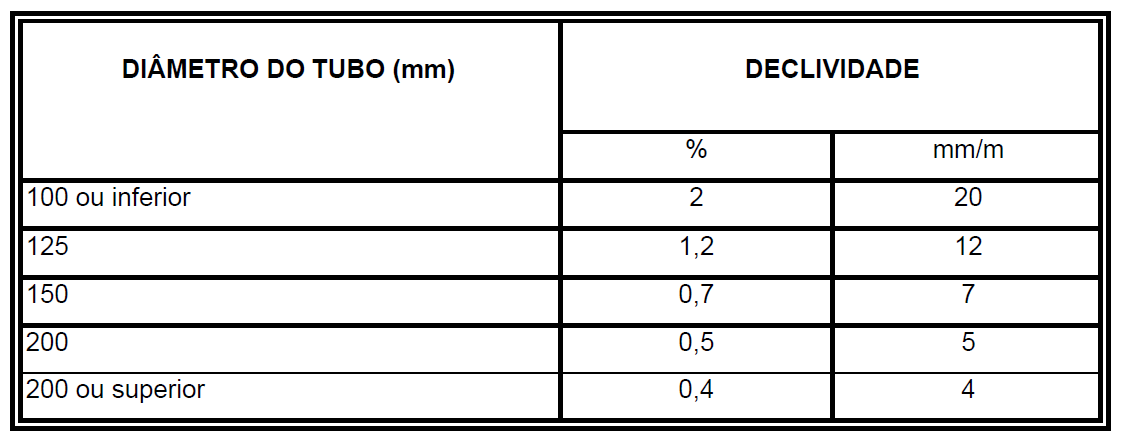 DIÂMETRO DO TUBO (mm) DECLIVIDADE
% mm/m
100 ou inferior 2 20
125 1,2 12
150 0,7 7
200 0,5 5
200 ou superior 0,4 4